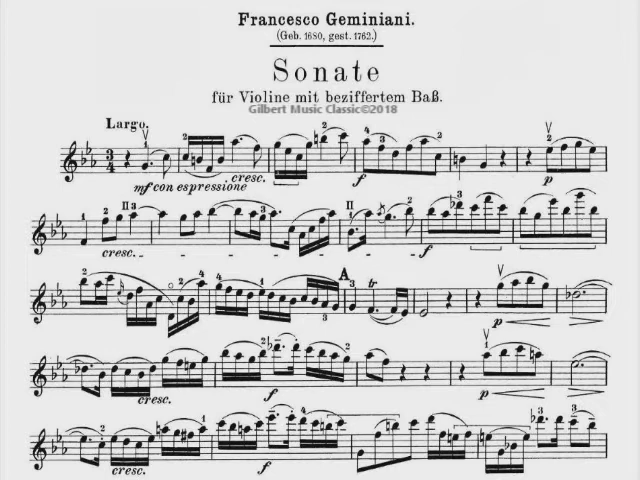 Francesco Geminiani.
(Geb. 1680, gest. 1762.)
Sonate
für Violine mit beziffertem Baß.
Gilbert Music Classic©2018
Largo.
mf con espressione
cresc.
f
p
cresc.
f
A
tr
p
cresc.
f
p
cresc.
f